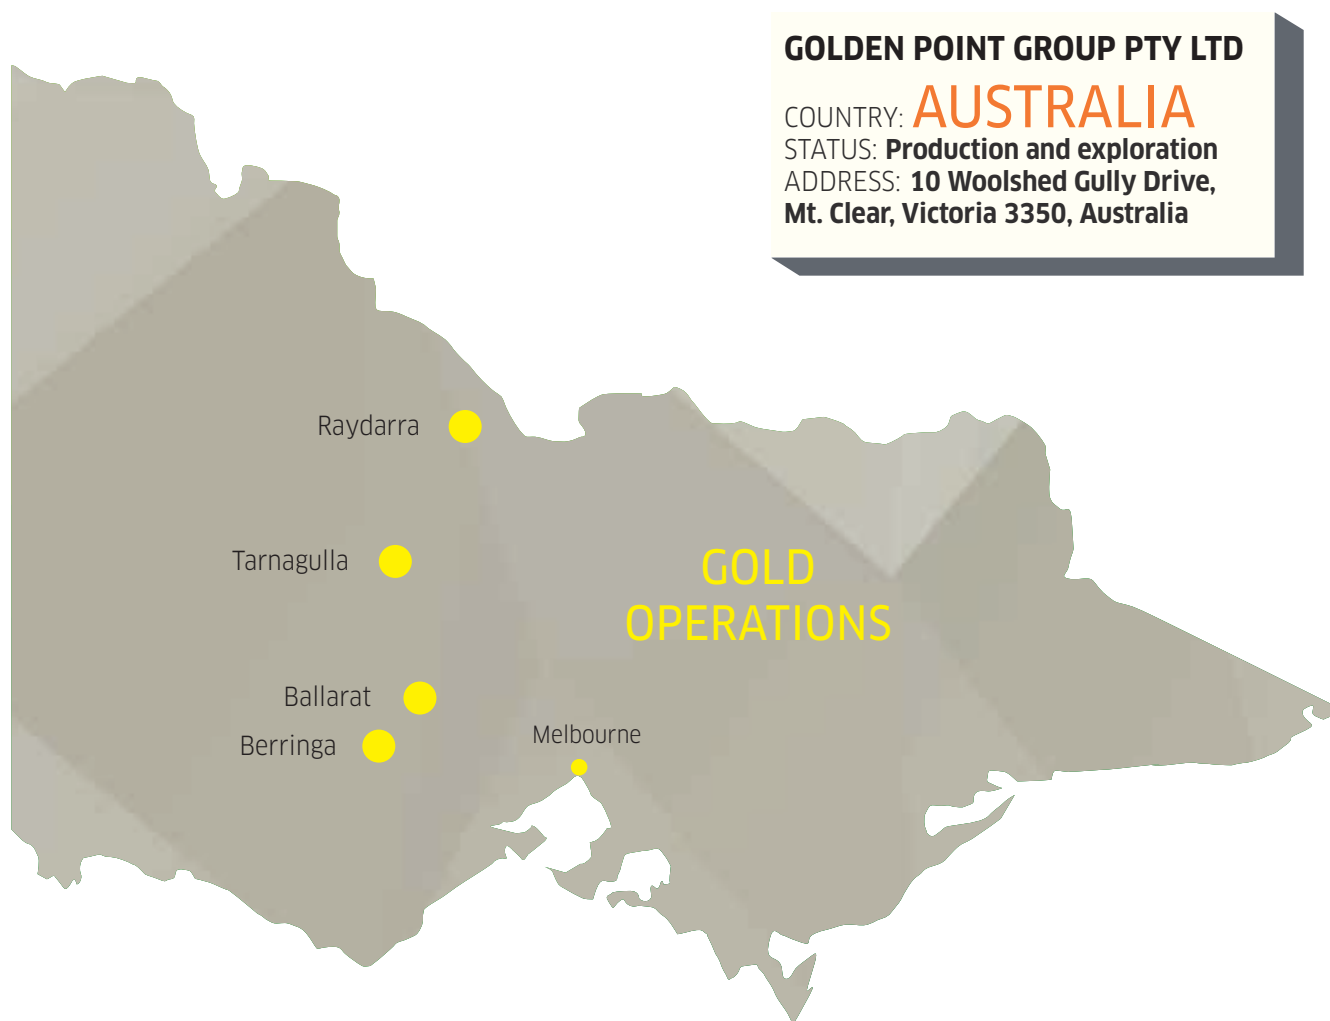 GOLDEN POINT GROUP PTY LTD
COUNTRY: AUSTRALIA
STATUS: Production and exploration
ADDRESS: 10 Woolshed Gully Drive,
Mt. Clear, Victoria 3350, Australia
Raydarra
Tarnagulla
GOLD
OPERATIONS
Ballarat
Berringa
Melbourne